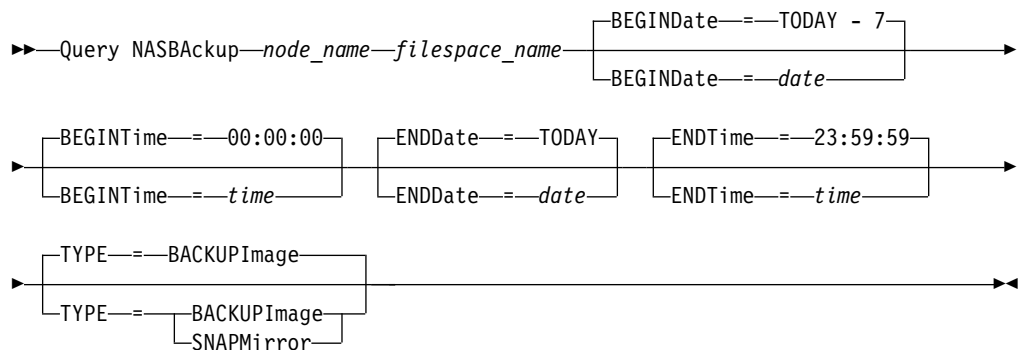 BEGINDate = TODAY - 7
Query NASBAckup node_name filespace_name
BEGINDate = date
BEGINTime = 00:00:00 ENDDate = TODAY ENDTime = 23:59:59
BEGINTime = time ENDDate = date ENDTime = time
TYPE = BACKUPImage
TYPE = BACKUPImage
SNAPMirror